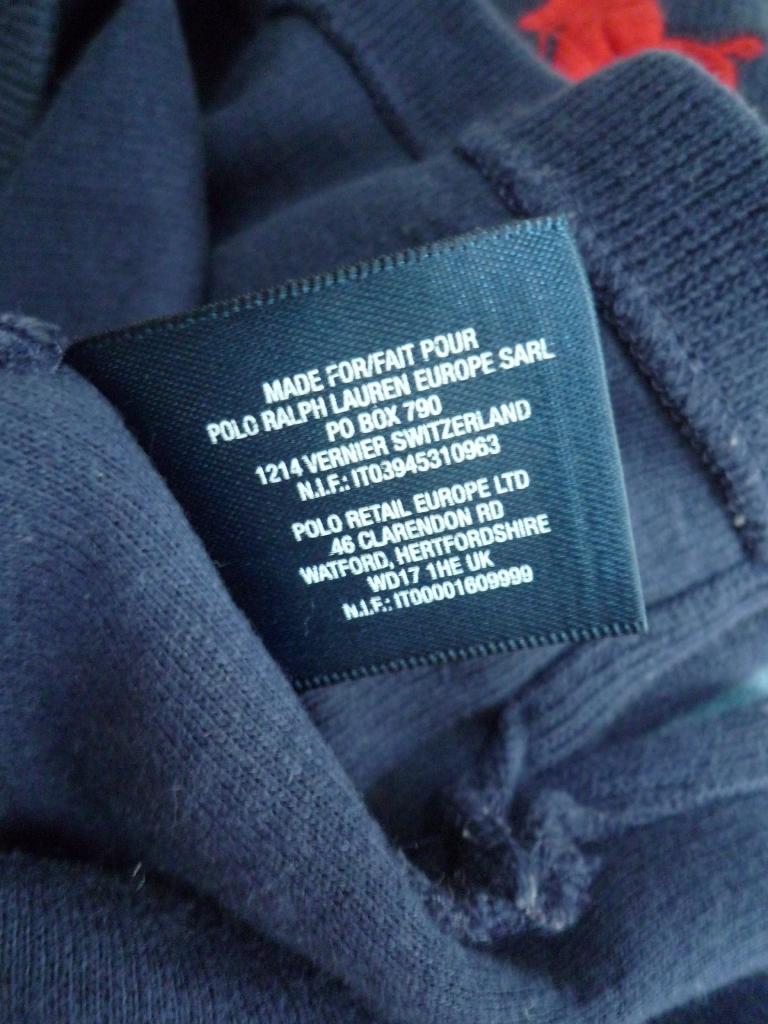 MADE FOR/FAIT POUR
POLO RALPH LAUREN EUROPE SARL
PO BOX 790
1214 VERNIER SWITZERLAND
N.I.F.: IT03945310963
POLO RETAIL EUROPE LTD
46 CLARENDON RD
WATFORD, HERTFORDSHIRE
WD17 1HE UK
N.I.F.: IT00001609999